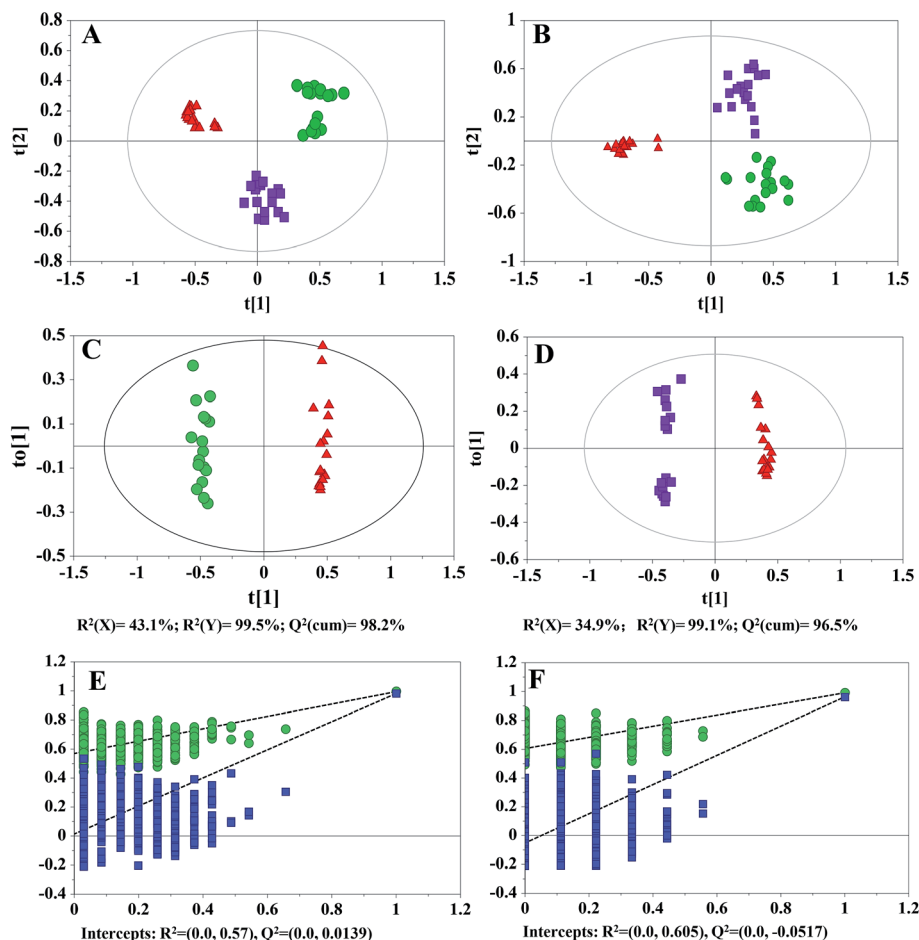 A
0.8
0.6
0.4
0.2
0
-0.2
-0.4
-0.6
-0.8
t[2]
-1.5 -1 -0.5 0 0.5 1 1.5
t[1]
B
1
0.6
0.2
-0.2
-0.6
-1
t[2]
-1.5 -1 -0.5 0 0.5 1 1.5
t[1]
C
0.5
0.3
0.1
-0.1
-0.3
-0.5
to[1]
-1.5 -1 -0.5 0 0.5 1 1.5
t[1]
R²(X)= 43.1%; R²(Y)= 99.5%; Q²(cum)= 98.2%
D
0.6
0.4
0.2
0
-0.2
-0.4
-0.6
to[1]
-1.5 -1 -0.5 0 0.5 1 1.5
t[1]
R²(X)= 34.9%; R²(Y)= 99.1%; Q²(cum)= 96.5%
E
1.2
1
0.8
0.6
0.4
0.2
0
-0.2
-0.4
0 0.2 0.4 0.6 0.8 1 1.2
Intercepts: R²=(0.0, 0.57), Q²=(0.0, 0.0139)
F
1.2
1
0.8
0.6
0.4
0.2
0
-0.2
-0.4
0 0.2 0.4 0.6 0.8 1 1.2
Intercepts: R²=(0.0, 0.605), Q²=(0.0, -0.0517)